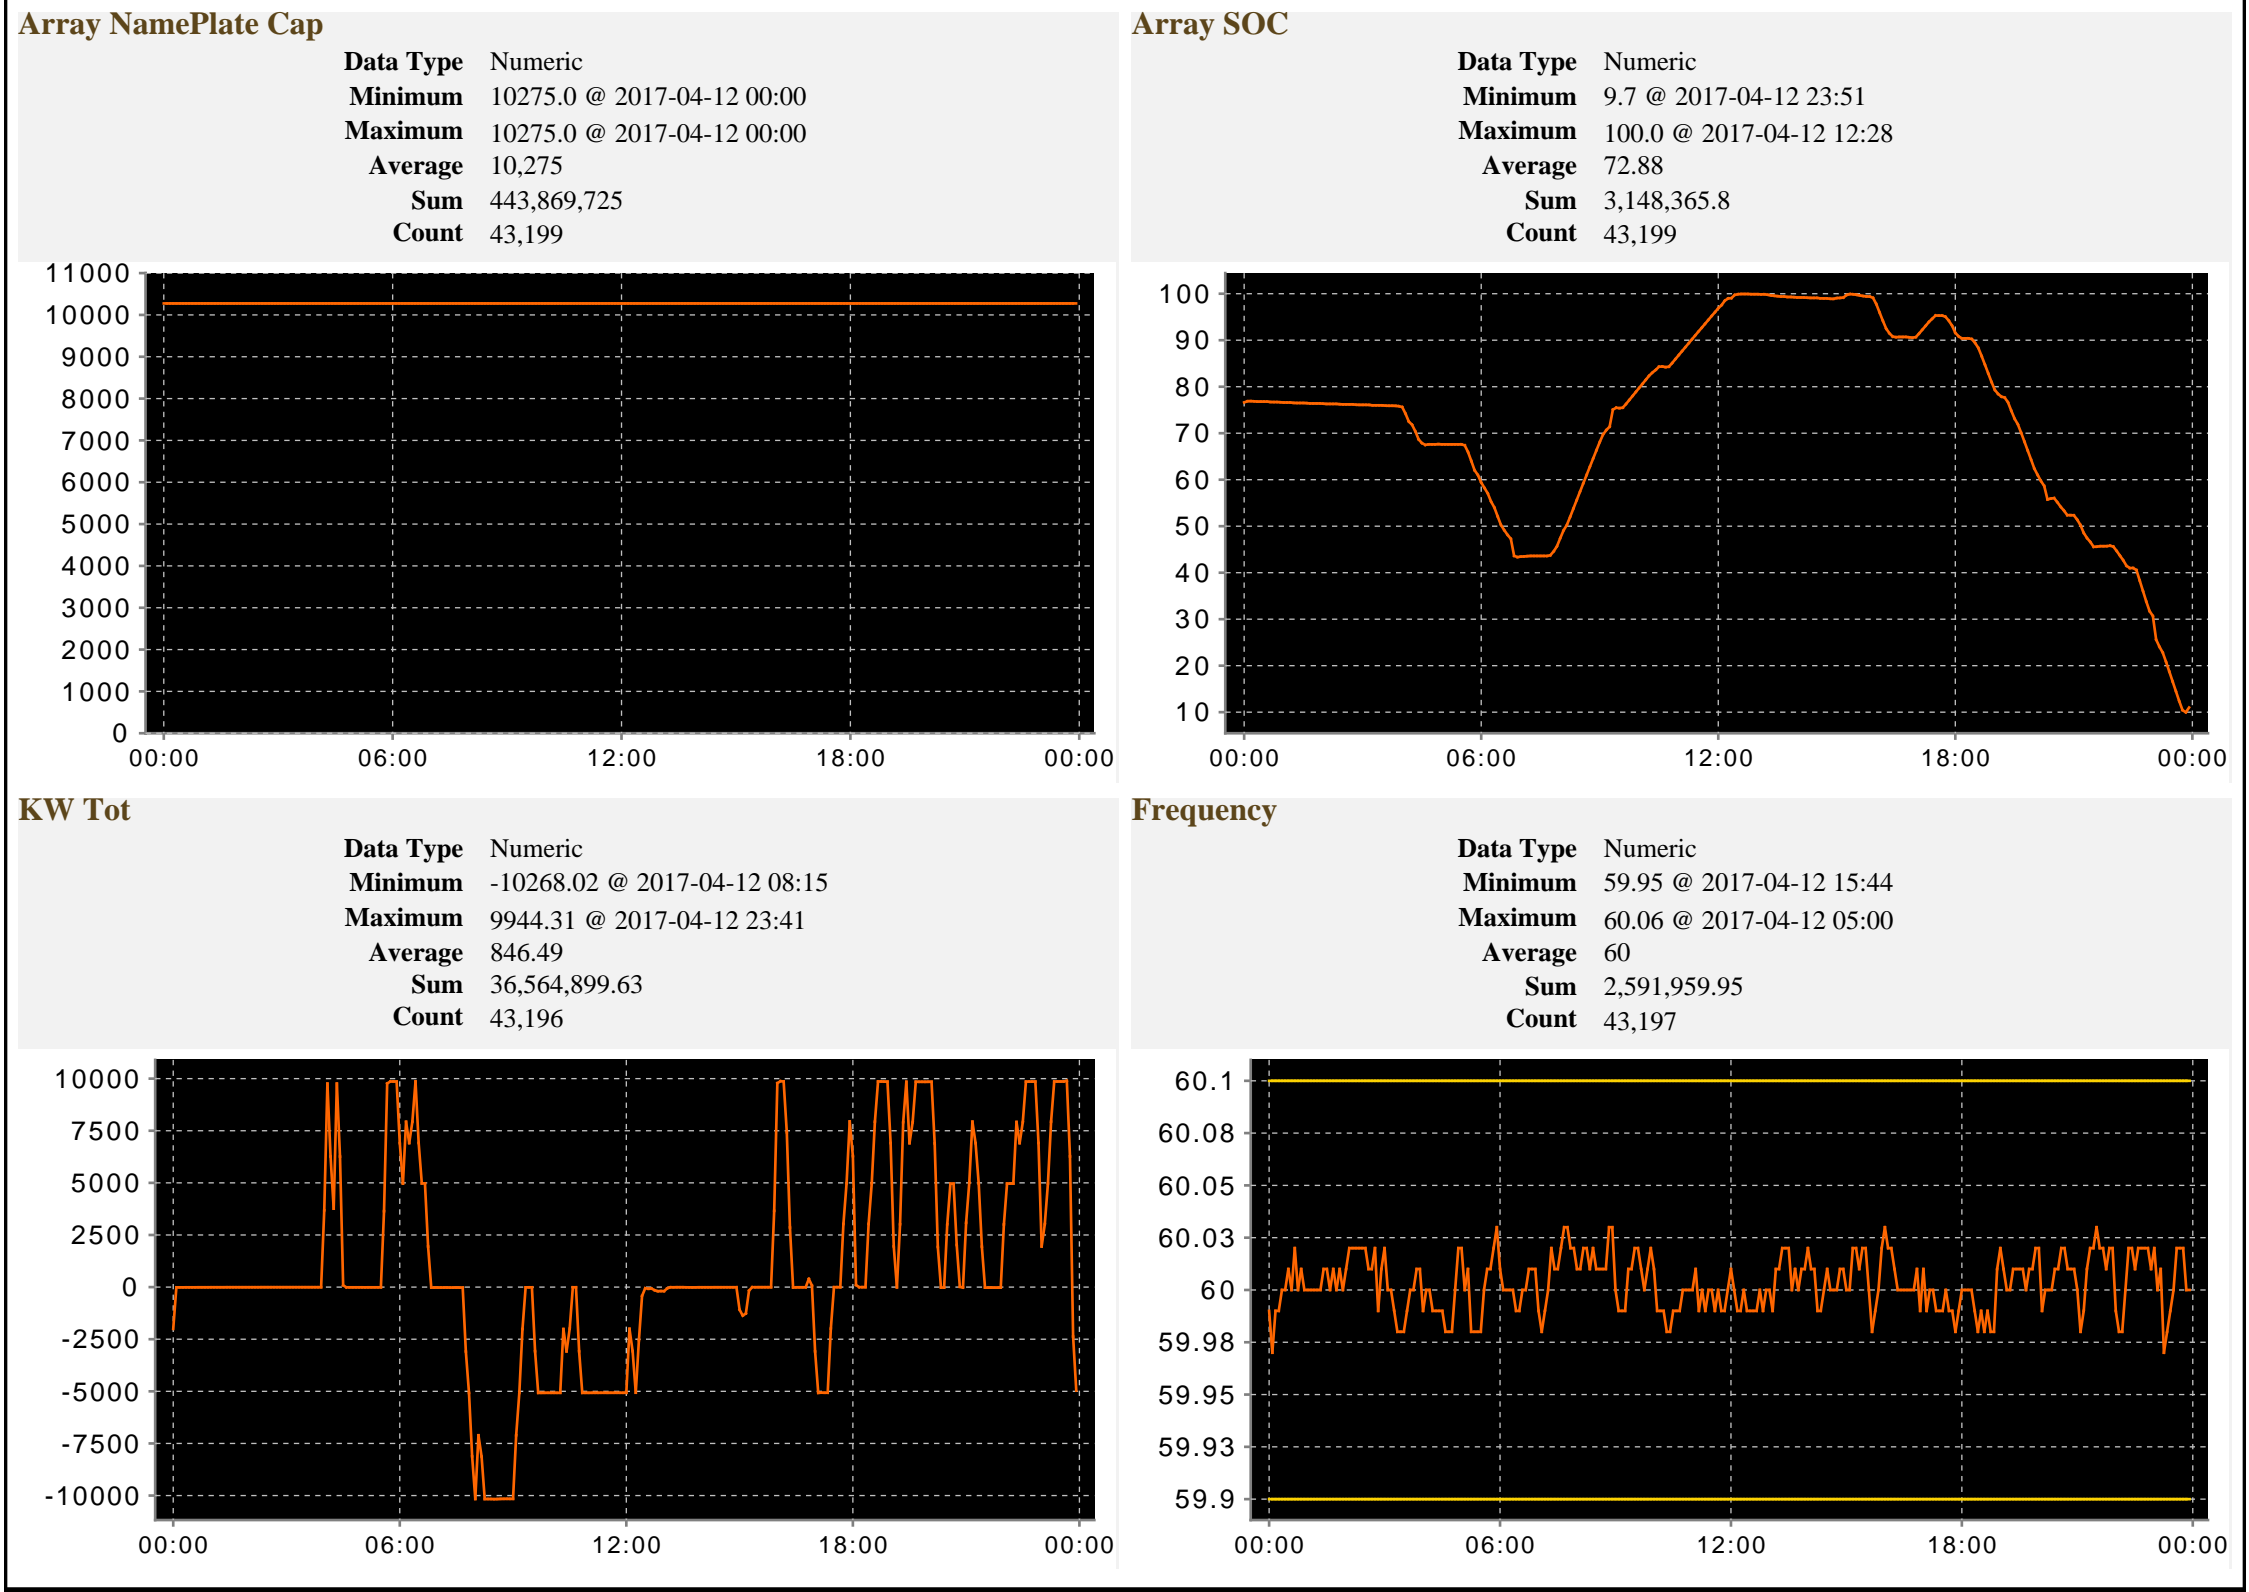 Array NamePlate Cap
Data Type Numeric
Minimum 10275.0 @ 2017-04-12 00:00
Maximum 10275.0 @ 2017-04-12 00:00
Average 10,275
Sum 443,869,725
Count 43,199
11000
10000
9000
8000
7000
6000
5000
4000
3000
2000
1000
0
00:00 06:00 12:00 18:00 00:00
Array SOC
Data Type Numeric
Minimum 9.7 @ 2017-04-12 23:51
Maximum 100.0 @ 2017-04-12 12:28
Average 72.88
Sum 3,148,365.8
Count 43,199
100
90
80
70
60
50
40
30
20
10
00:00 06:00 12:00 18:00 00:00
KW Tot
Data Type Numeric
Minimum -10268.02 @ 2017-04-12 08:15
Maximum 9944.31 @ 2017-04-12 23:41
Average 846.49
Sum 36,564,899.63
Count 43,196
10000
7500
5000
2500
0
-2500
-5000
-7500
-10000
00:00 06:00 12:00 18:00 00:00
Frequency
Data Type Numeric
Minimum 59.95 @ 2017-04-12 15:44
Maximum 60.06 @ 2017-04-12 05:00
Average 60
Sum 2,591,959.95
Count 43,197
60.1
60.08
60.05
60.03
60
59.98
59.95
59.93
59.9
00:00 06:00 12:00 18:00 00:00